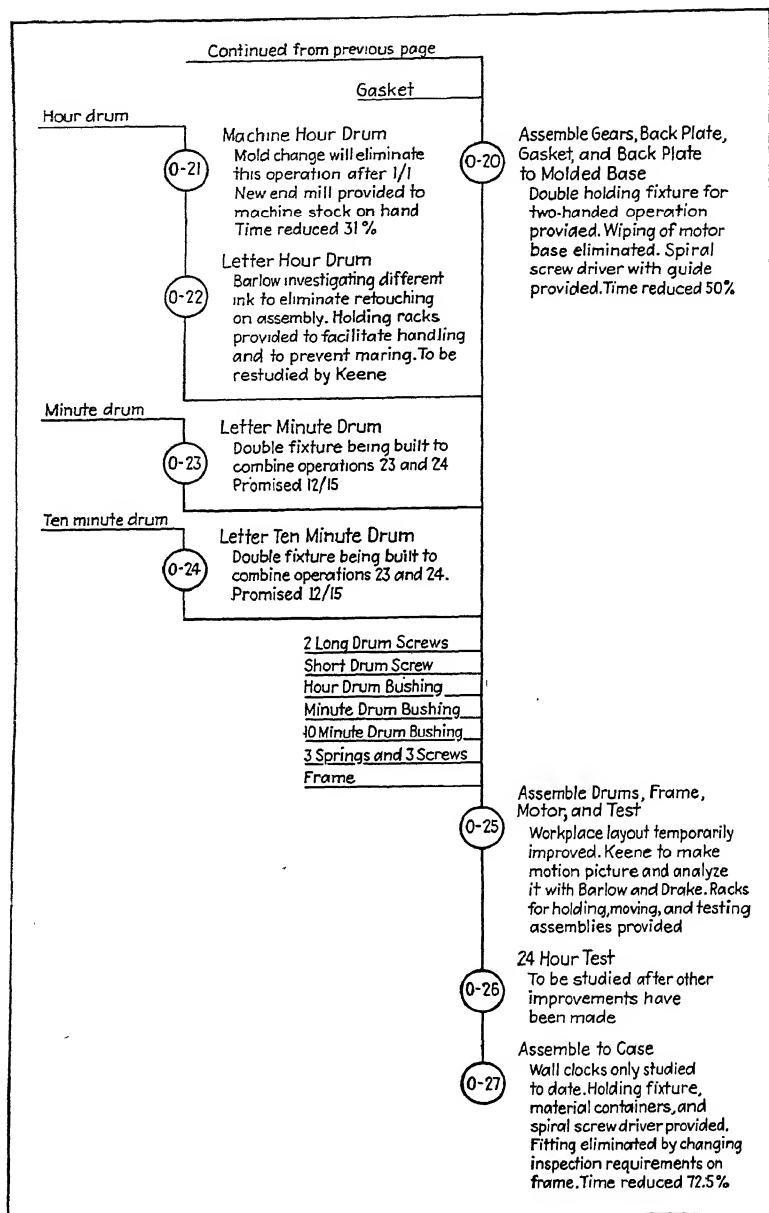 Continued from previous page
Gasket
Hour drum
0-21
Machine Hour Drum
Mold change will eliminate
this operation after 1/1
New end mill provided to
machine stock on hand
Time reduced 31%
0-20
Assemble Gears, Back Plate,
Gasket, and Back Plate
to Molded Base
Double holding fixture for
two-handed operation
provided. Wiping of motor
base eliminated. Spiral
screw driver with guide
provided. Time reduced 50%
0-22
Letter Hour Drum
Barlow investigating different
ink to eliminate retouching
on assembly. Holding racks
provided to facilitate handling
and to prevent maring. To be
restudied by Keene
Minute drum
0-23
Letter Minute Drum
Double fixture being built to
combine operations 23 and 24
Promised 12/15
Ten minute drum
0-24
Letter Ten Minute Drum
Double fixture being built to
combine operations 23 and 24.
Promised 12/15
2 Long Drum Screws
Short Drum Screw
Hour Drum Bushing
Minute Drum Bushing
10 Minute Drum Bushing
3 Springs and 3 Screws
Frame
0-25
Assemble Drums, Frame,
Motor, and Test
Workplace layout temporarily
improved. Keene to make
motion picture and analyze
it with Barlow and Drake. Racks
for holding, moving, and testing
assemblies provided
0-26
24 Hour Test
To be studied after other
improvements have
been made
0-27
Assemble to Case
Wall clocks only studied
to date. Holding fixture,
material containers, and
spiral screw driver provided.
Fitting eliminated by changing
inspection requirements on
frame. Time reduced 72.5%